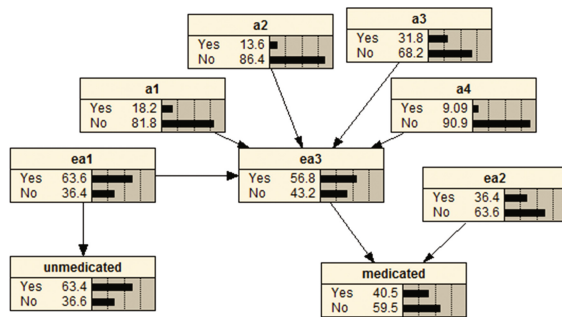 a2
Yes 13.6
No 86.4
a3
Yes 31.8
No 68.2
a1
Yes 18.2
No 81.8
a4
Yes 9.09
No 90.9
ea1
Yes 63.6
No 36.4
ea3
Yes 56.8
No 43.2
ea2
Yes 36.4
No 63.6
unmedicated
Yes 63.4
No 36.6
medicated
Yes 40.5
No 59.5